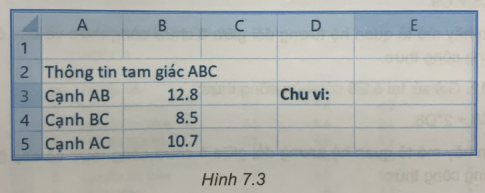 A B C D E
1
2 Thông tin tam giác ABC
3 Cạnh AB 12.8 Chu vi:
4 Cạnh BC 8.5
5 Cạnh AC 10.7
Hình 7.3